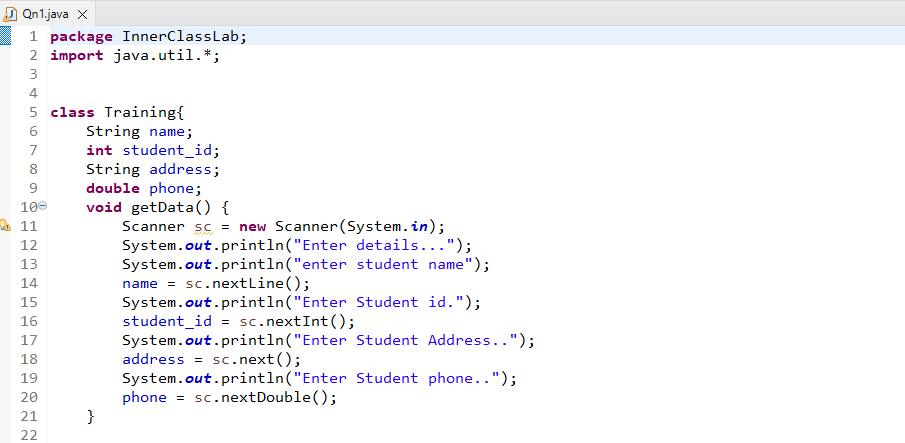 Qn1.java
1 package InnerClassLab;
2 import java.util.*;
3
4
5 class Training{
6     String name;
7     int student_id;
8     String address;
9     double phone;
10     void getData() {
11         Scanner sc = new Scanner(System.in);
12         System.out.println("Enter details...");
13         System.out.println("enter student name");
14         name = sc.nextLine();
15         System.out.println("Enter Student id.");
16         student_id = sc.nextInt();
17         System.out.println("Enter Student Address..");
18         address = sc.next();
19         System.out.println("Enter Student phone..");
20         phone = sc.nextDouble();
21     }
22